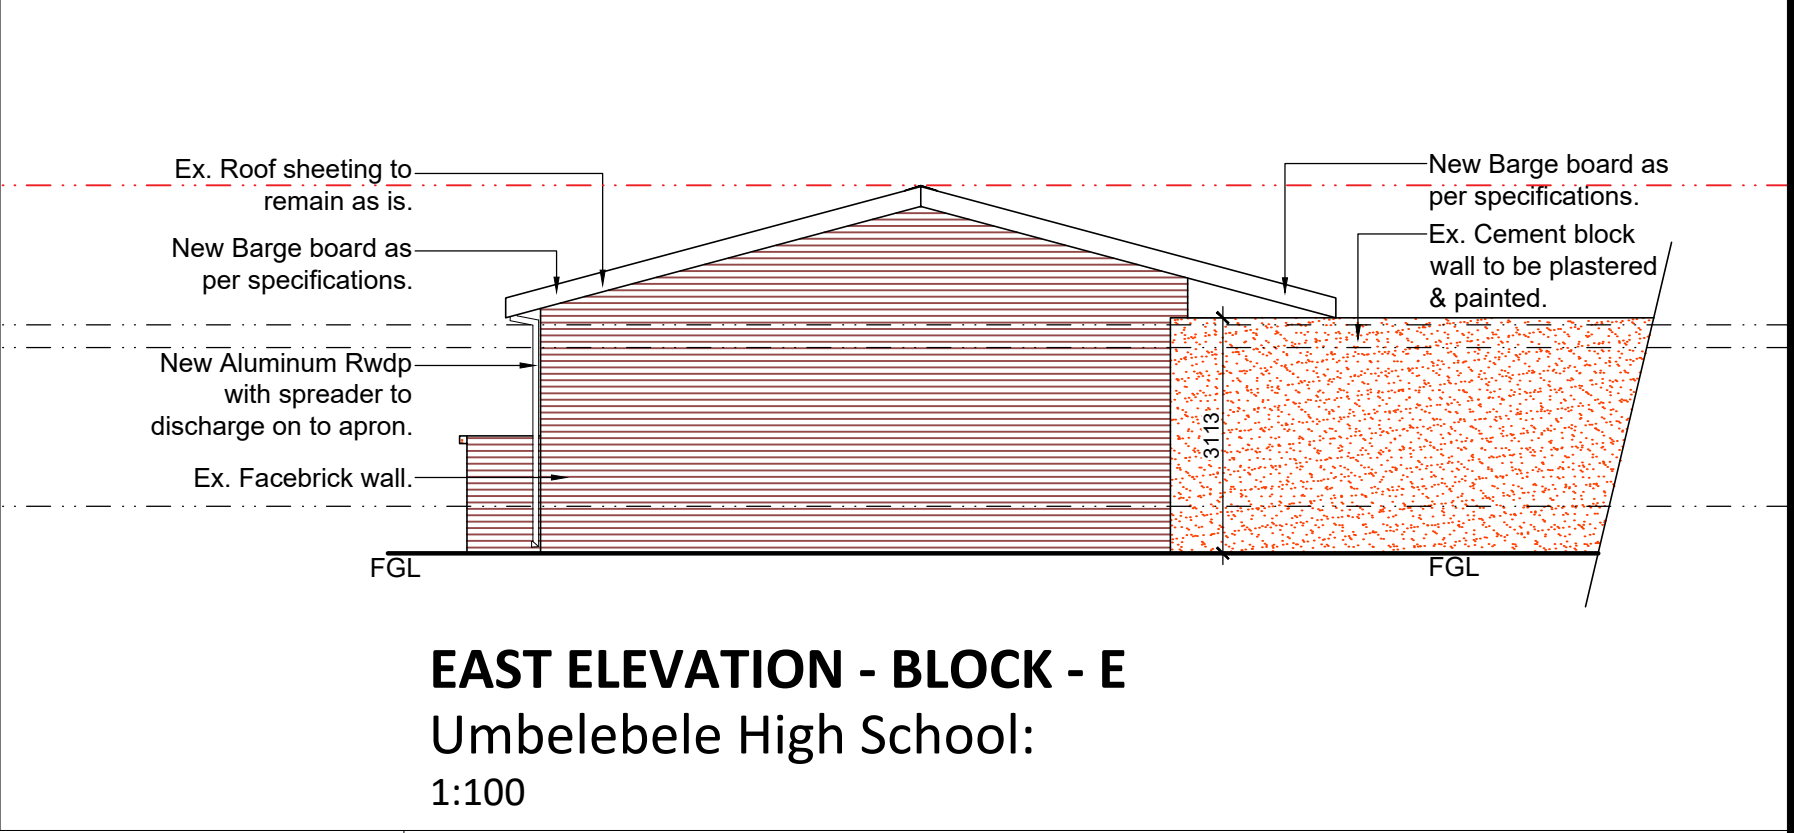 Ex. Roof sheeting to
remain as is.
New Barge board as
per specifications.
New Aluminum Rwdp
with spreader to
discharge on to apron.
Ex. Facebrick wall.
FGL
New Barge board as
per specifications.
Ex. Cement block
wall to be plastered
& painted.
3113
FGL
EAST ELEVATION - BLOCK - E
Umbelebele High School:
1:100